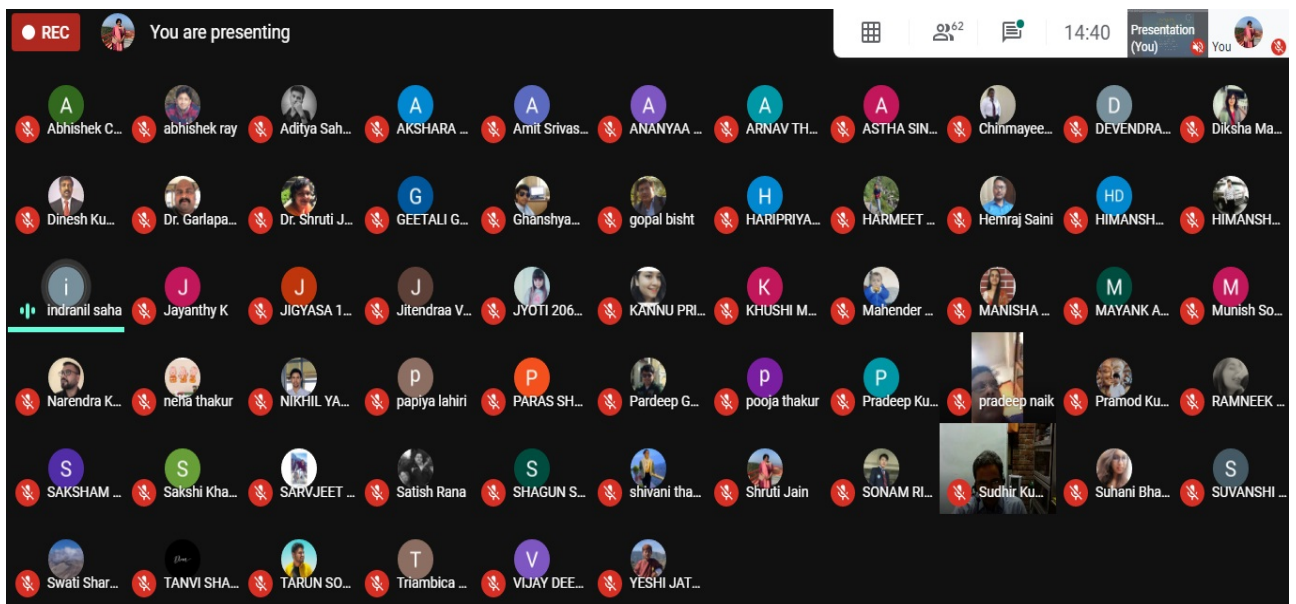 REC You are presenting 62 14:40 Presentation (You) You
A A A A A A D
Abhishek C... abhishek ray Aditya Sah... AKSHARA ... Amit Srivas... ANANYAA ... ARNAV TH... ASTHA SIN... Chinmayee... DEVENDRA... Diksha Ma...
G H HD
Dinesh Ku... Dr. Garlapa... Dr. Shruti J... GEETALI G... Ghanshya... gopal bisht HARIPRIYA... HARMEET ... Hemraj Saini HIMANSH... HIMANSH...
i J J J K M M
indranil saha Jayanthy K JIGYASA 1... Jitendraa V... JYOTI 206... KANNU PRI... KHUSHI M... Mahender ... MANISHA ... MAYANK A... Munish So...
p P p P
Narendra K... neha thakur NIKHIL YA... papiya lahiri PARAS SH... Pardeep G... pooja thakur Pradeep Ku... pradeep naik Pramod Ku... RAMNEEK ...
S S S S
SAKSHAM ... Sakshi Kha... SARVJEET ... Satish Rana SHAGUN S... shivani tha... Shruti Jain SONAM RI... Sudhir Ku... Suhani Bha... SUVANSHI ...
T V
Swati Shar... TANVI SHA... TARUN SO... Triambica ... VIJAY DEE... YESHI JAT...